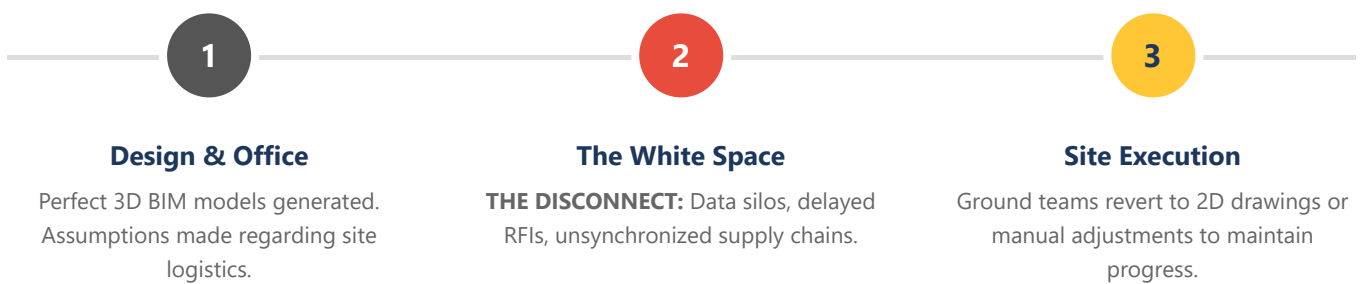 1
2
3
Design & Office
Perfect 3D BIM models generated.
Assumptions made regarding site
logistics.
The White Space
THE DISCONNECT: Data silos, delayed
RFIs, unsynchronized supply chains.
Site Execution
Ground teams revert to 2D drawings or
manual adjustments to maintain
progress.